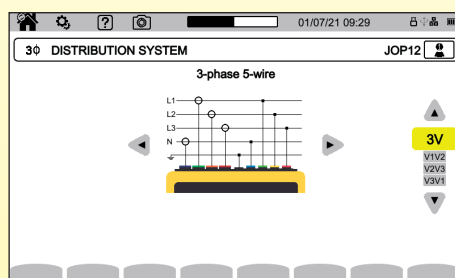 01/07/21 09:29
3ϕ DISTRIBUTION SYSTEM JOP12
3-phase 5-wire
L1
L2
L3
N
3V
V1V2
V2V3
V3V1